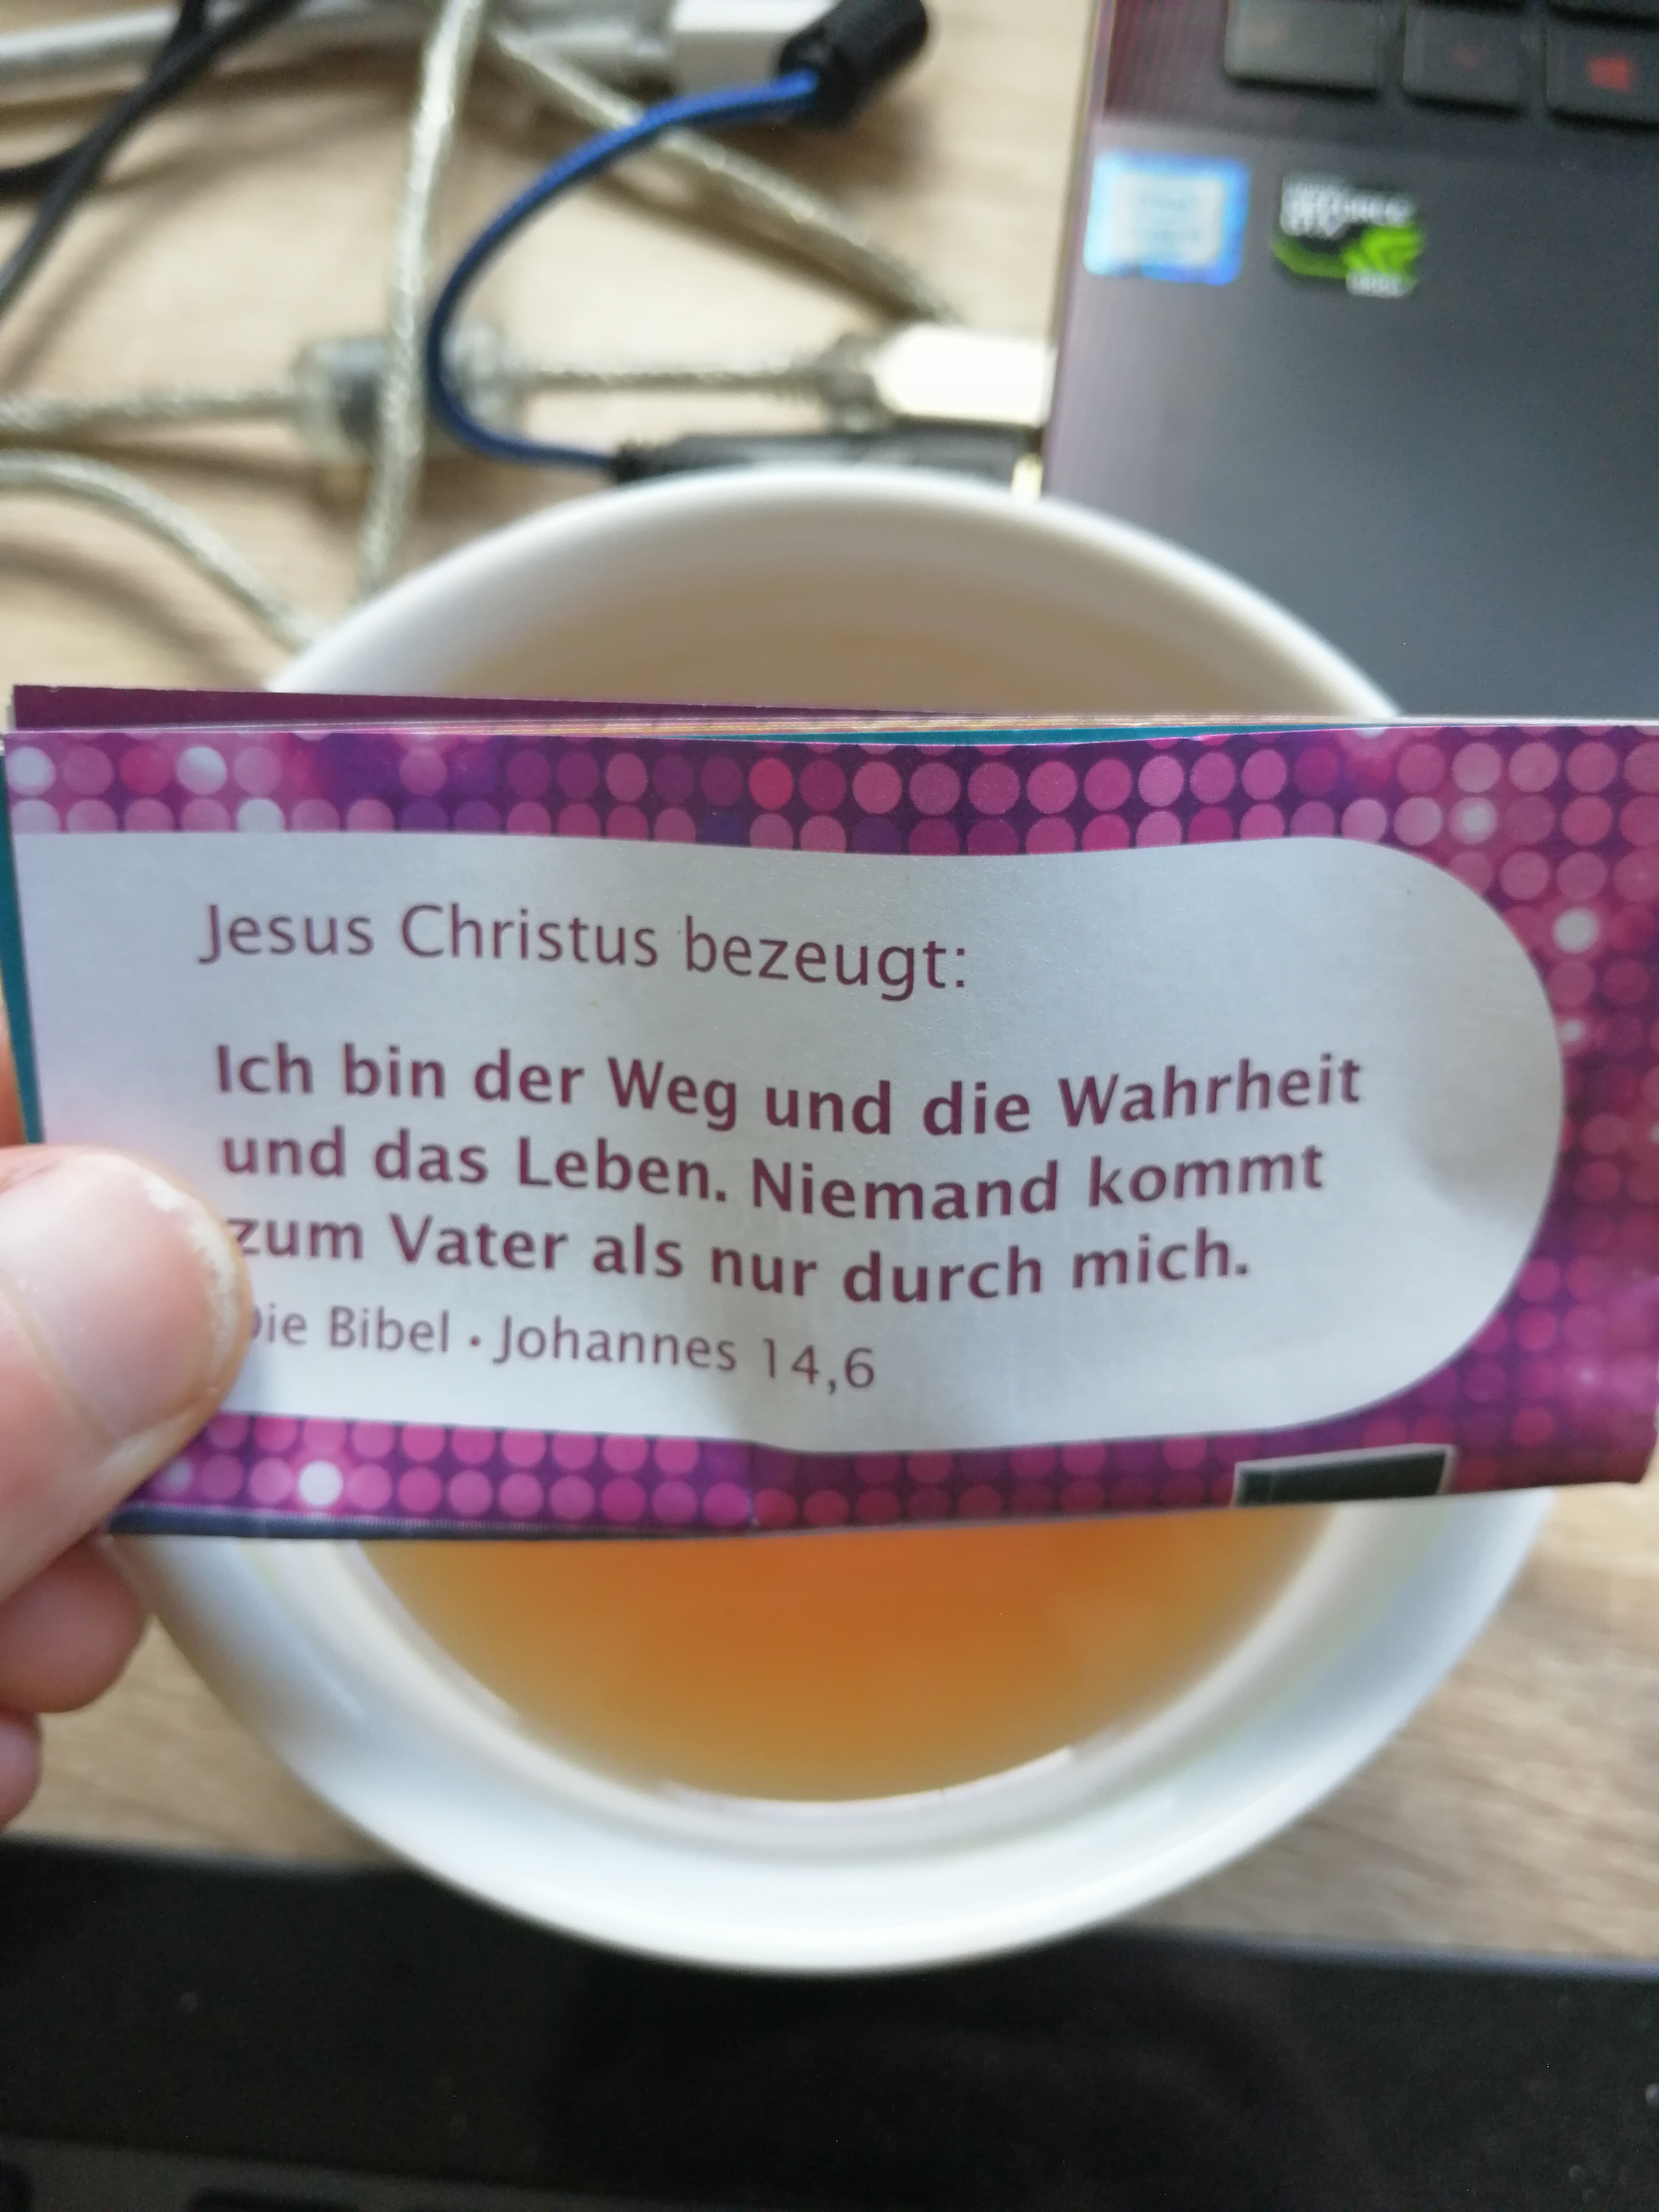 Jesus Christus bezeugt:
Ich bin der Weg und die Wahrheit
und das Leben. Niemand kommt
zum Vater als nur durch mich.
Die Bibel • Johannes 14,6